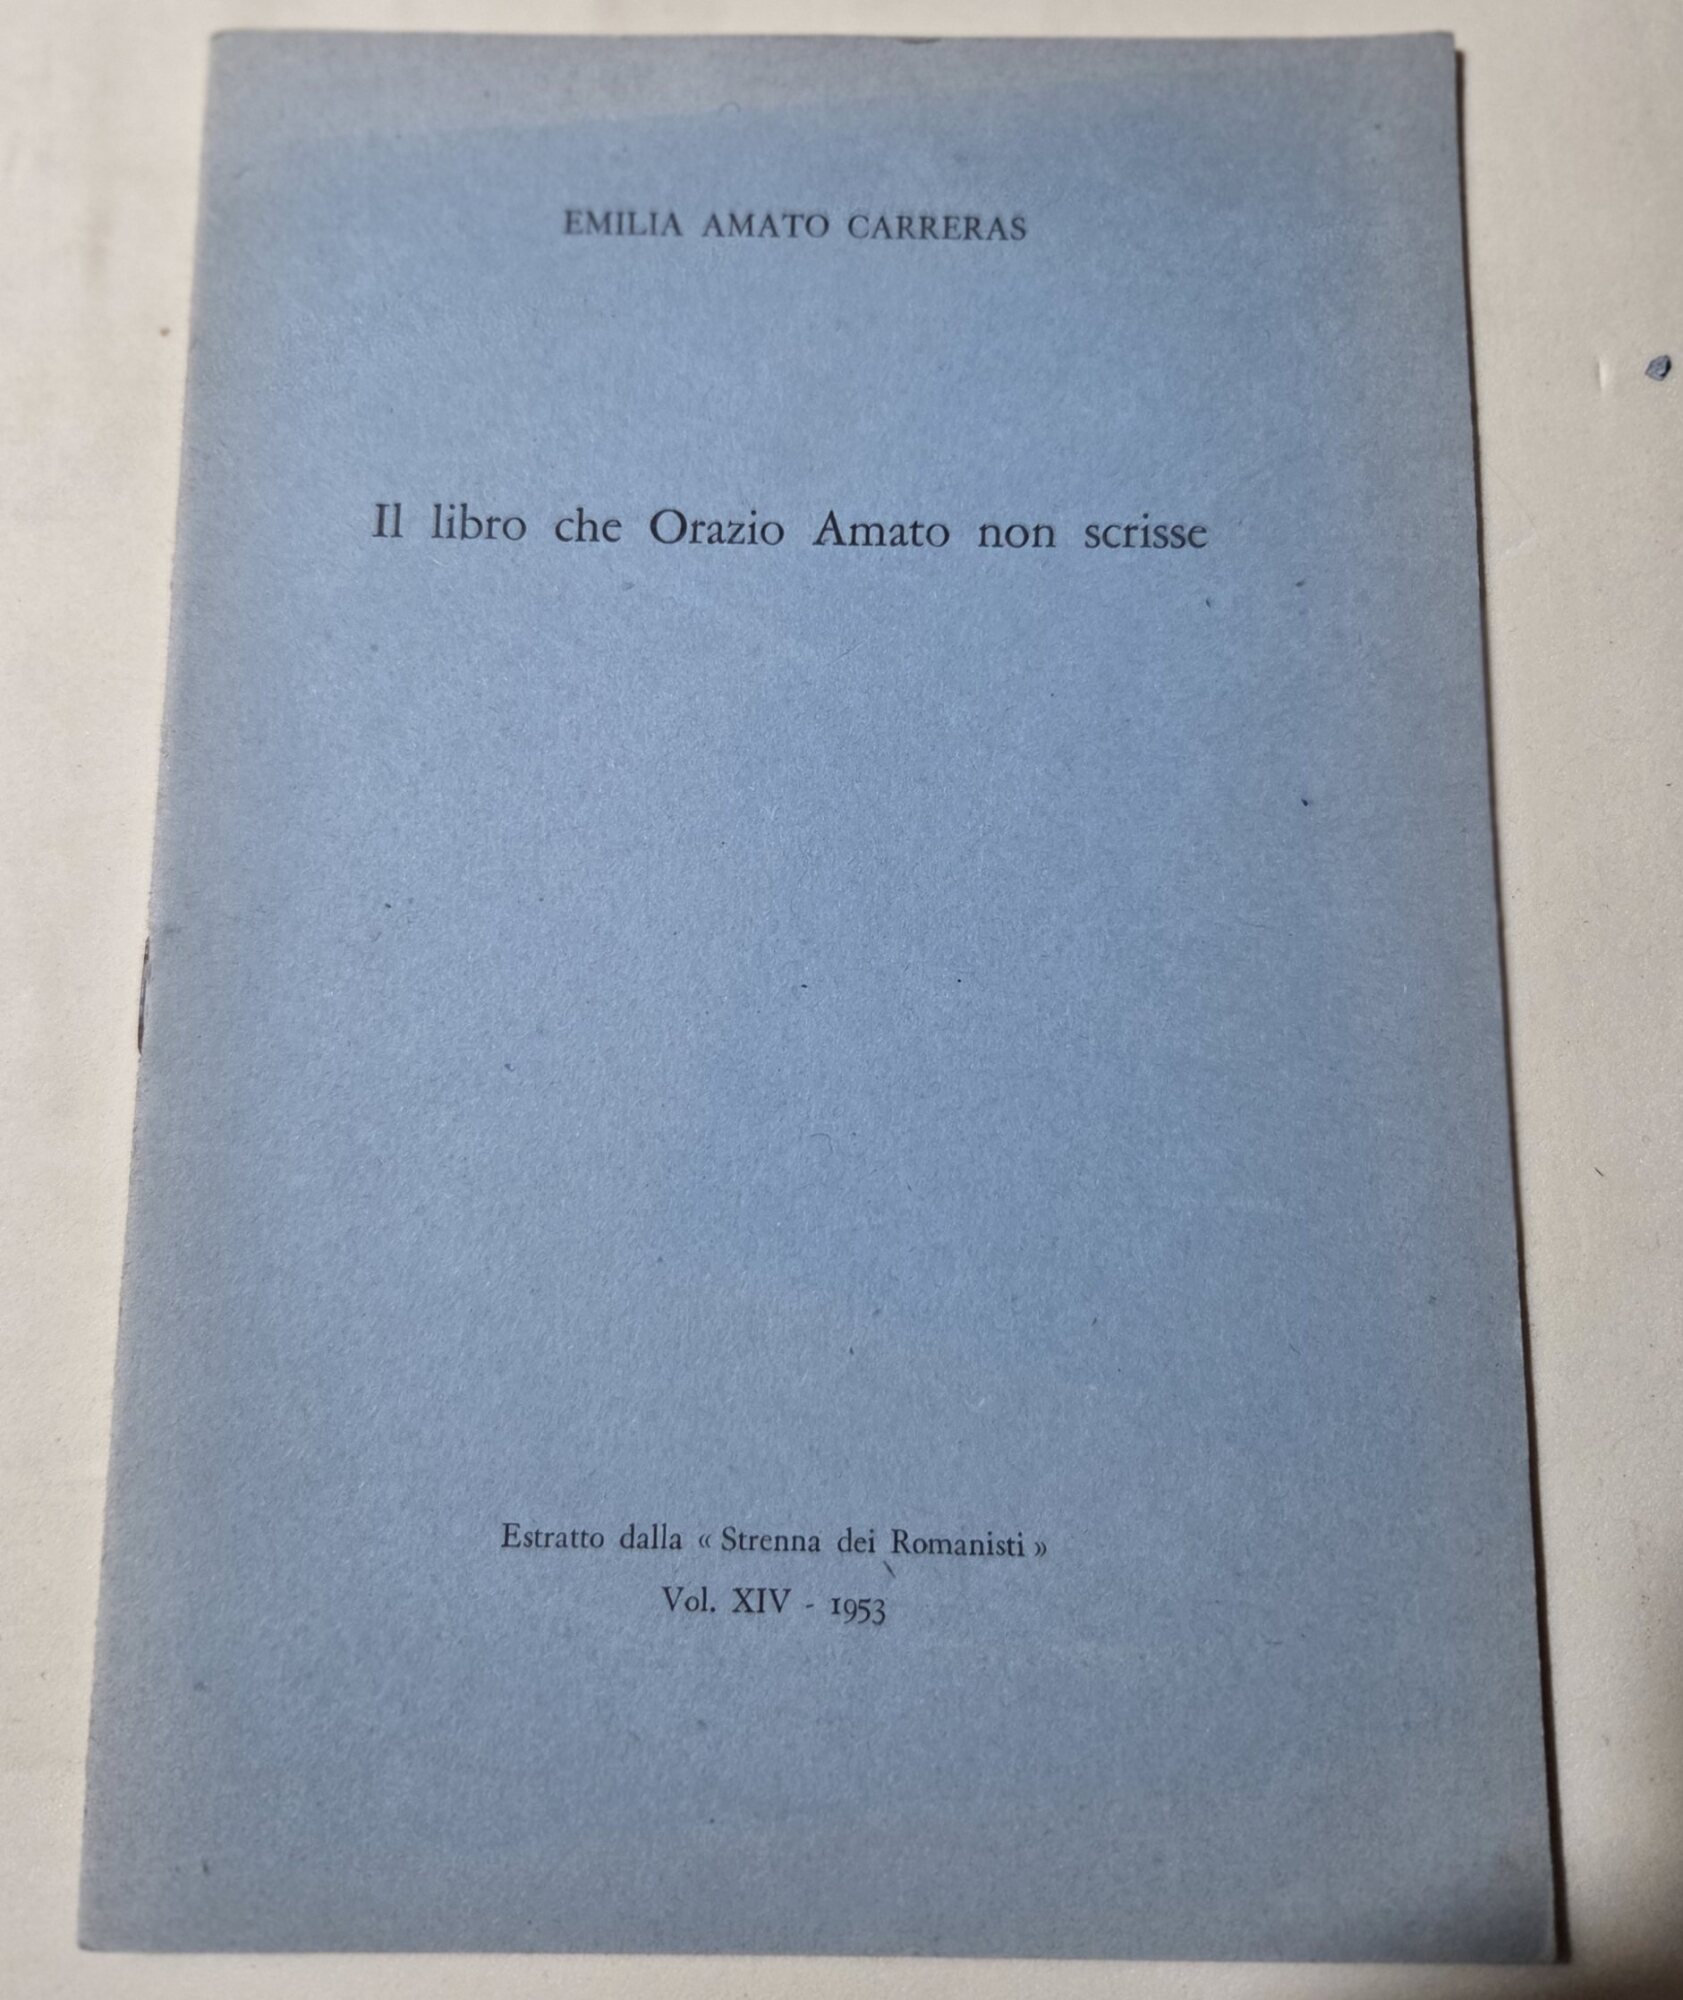 EMILIA AMATO CARRERAS
Il libro che Orazio Amato non scrisse
Estratto dalla « Strenna dei Romanisti »
Vol. XIV - 1953